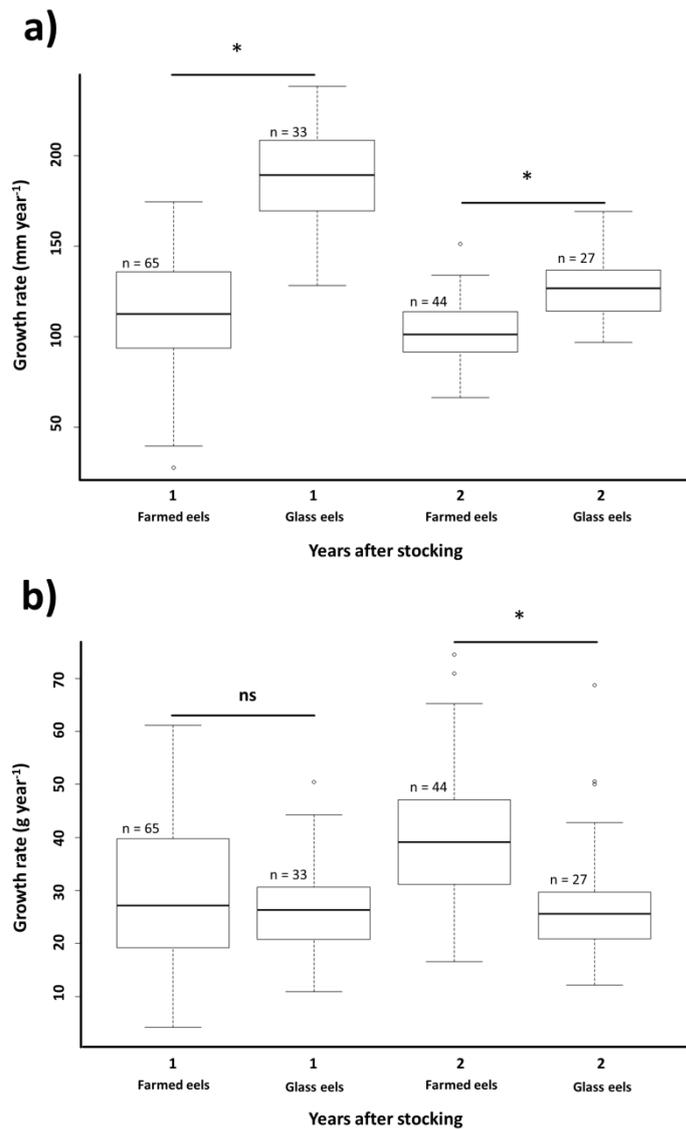 a)
*
n = 33
200
*
Growth rate (mm year⁻¹)
150
n = 65
n = 27
n = 44
100
50
1 1 2 2
Farmed eels Glass eels Farmed eels Glass eels
Years after stocking
b)
*
70
ns
60
Growth rate (g year⁻¹)
50
n = 44
40
n = 65
n = 33
n = 27
30
20
10
1 1 2 2
Farmed eels Glass eels Farmed eels Glass eels
Years after stocking